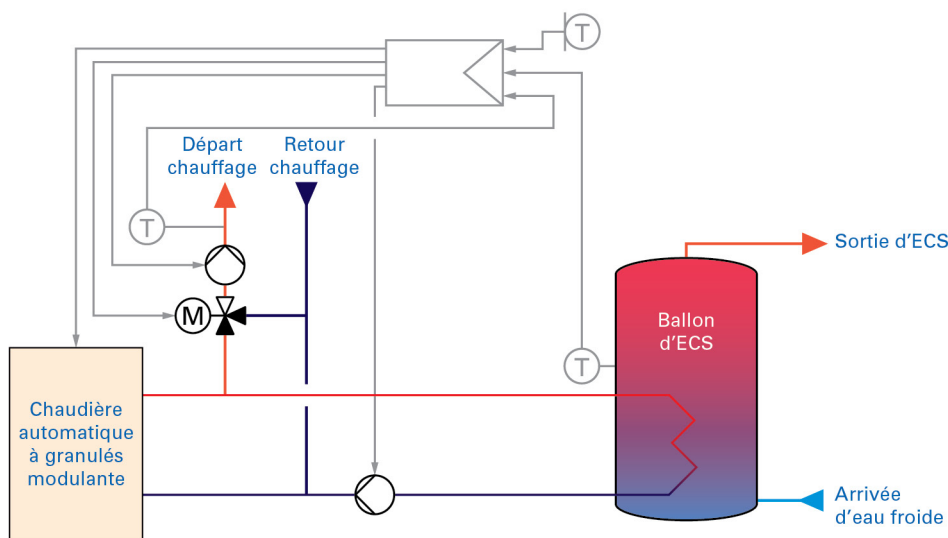 T
Départ
chauffage
Retour
chauffage
T
Sortie d'ECS
M
Ballon
d'ECS
T
Chaudière
automatique
à granulés
modulante
Arrivée
d'eau froide